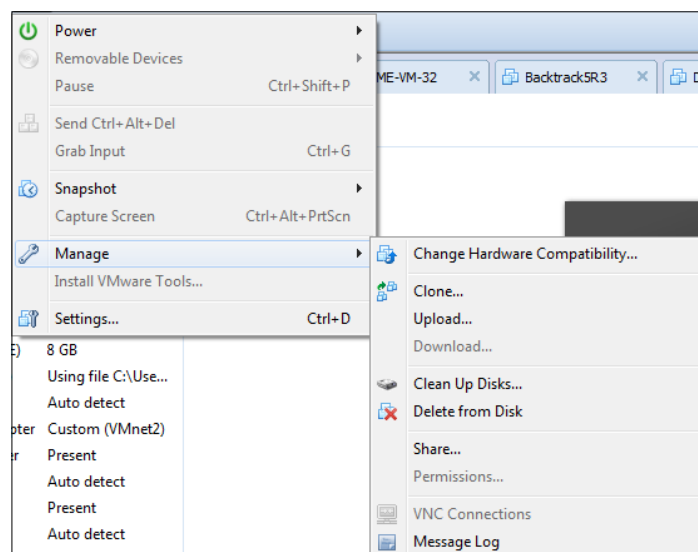 Power
Removable Devices
Pause Ctrl+Shift+P
Send Ctrl+Alt+Del
Grab Input Ctrl+G
Snapshot
Capture Screen Ctrl+Alt+PrtScn
Manage
Install VMware Tools...
Settings... Ctrl+D
ME-VM-32
Backtrack5R3
D
Change Hardware Compatibility...
Clone...
Upload...
Download...
Clean Up Disks...
Delete from Disk
Share...
Permissions...
VNC Connections
Message Log
E) 8 GB
Using file C:\Use...
Auto detect
pter Custom (VMnet2)
er Present
Auto detect
Present
Auto detect